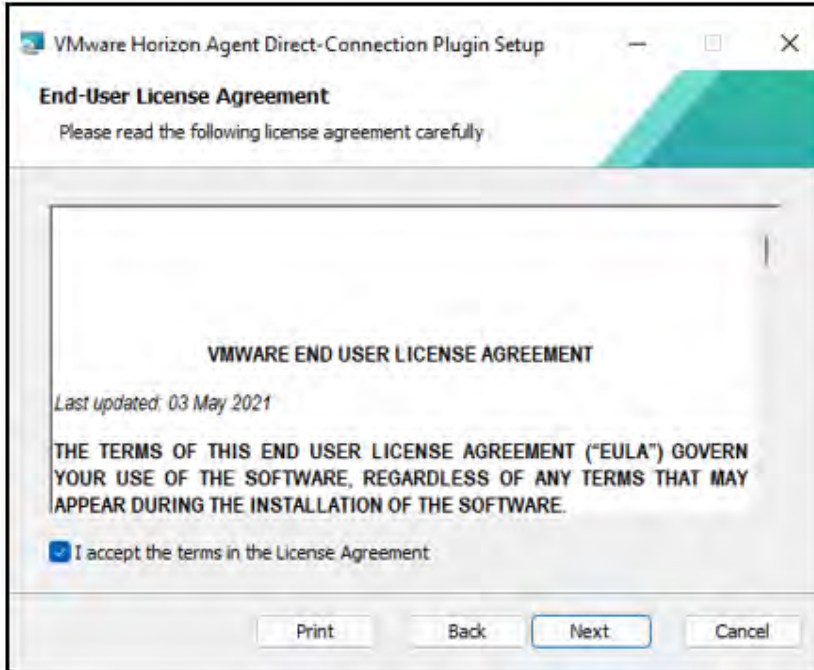 VMware Horizon Agent Direct-Connection Plugin Setup
End-User License Agreement
Please read the following license agreement carefully
VMWARE END USER LICENSE AGREEMENT
Last updated: 03 May 2021
THE TERMS OF THIS END USER LICENSE AGREEMENT (“EULA”) GOVERN
YOUR USE OF THE SOFTWARE, REGARDLESS OF ANY TERMS THAT MAY
APPEAR DURING THE INSTALLATION OF THE SOFTWARE.
I accept the terms in the License Agreement
Print Back Next Cancel